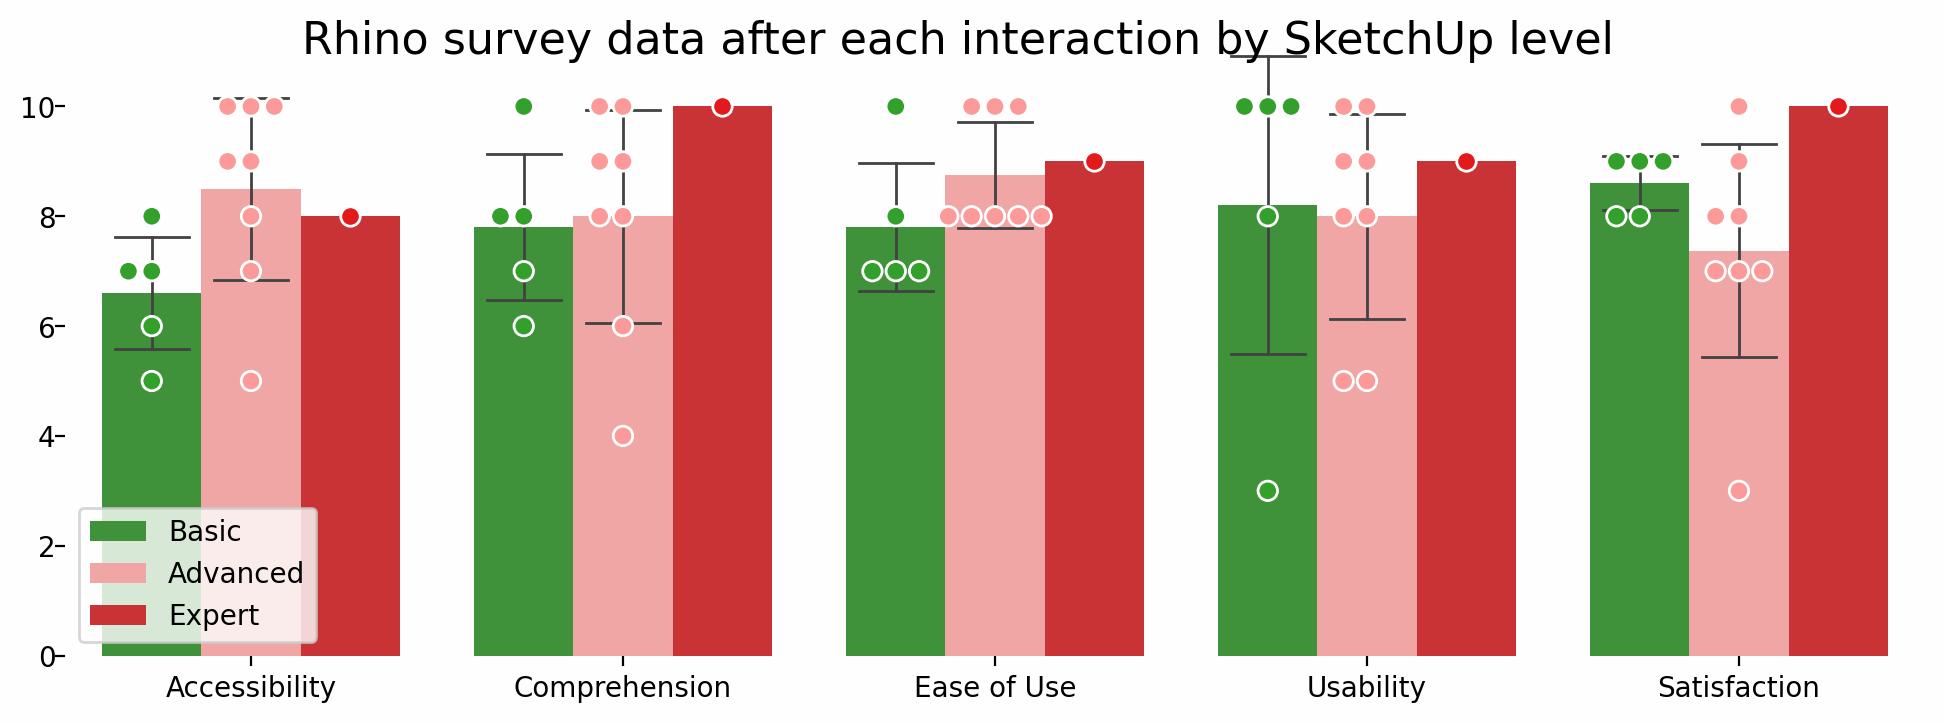 Rhino survey data after each interaction by SketchUp level
10
8
6
4
2
0
Basic
Advanced
Expert
Accessibility Comprehension Ease of Use Usability Satisfaction